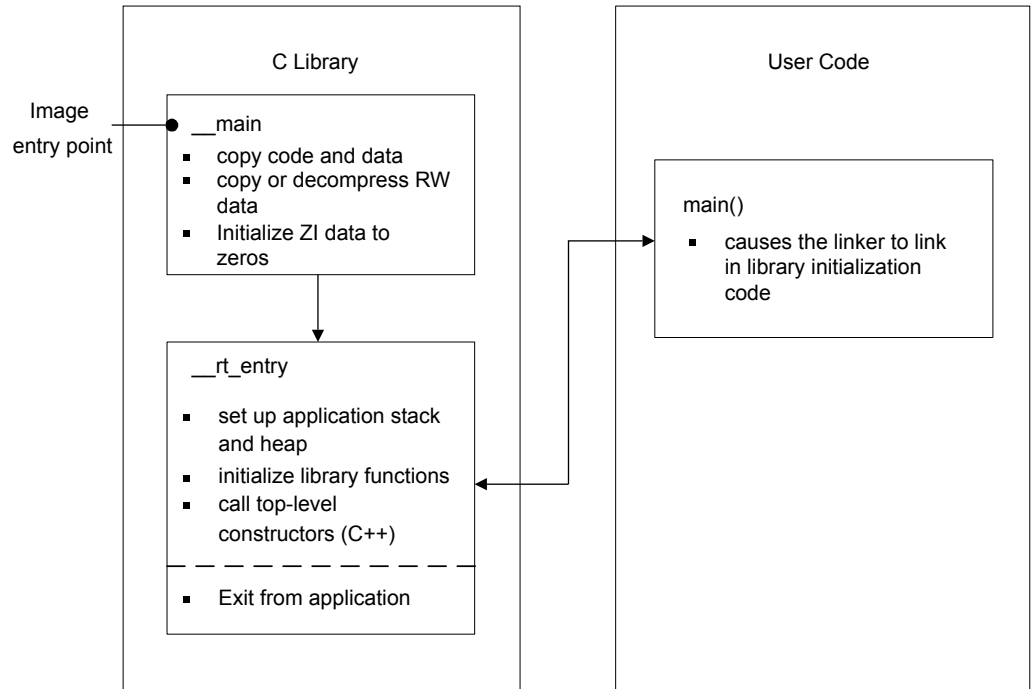 C Library
User Code
Image
entry point
__main
▪ copy code and data
▪ copy or decompress RW
data
▪ Initialize ZI data to
zeros
main()
▪ causes the linker to link
in library initialization
code
__rt_entry
▪ set up application stack
and heap
▪ initialize library functions
▪ call top-level
constructors (C++)
▪ Exit from application